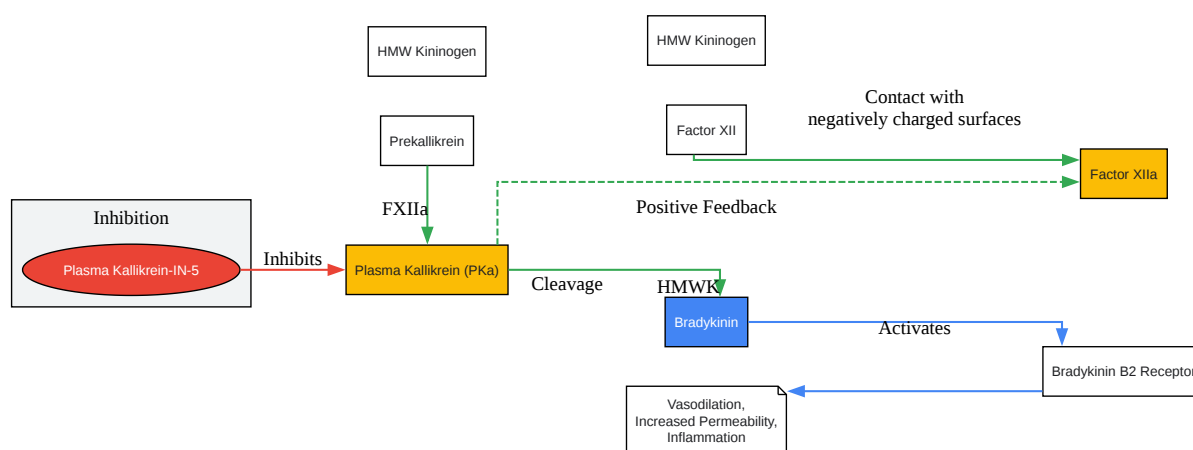 HMW Kininogen
HMW Kininogen
Contact with
negatively charged surfaces
Prekallikrein
Factor XII
Factor XIIa
FXIIa
Positive Feedback
Inhibition
Plasma Kallikrein-IN-5
Inhibits
Plasma Kallikrein (PKa)
Cleavage
HMWK
Bradykinin
Activates
Bradykinin B2 Receptor
Vasodilation,
Increased Permeability,
Inflammation